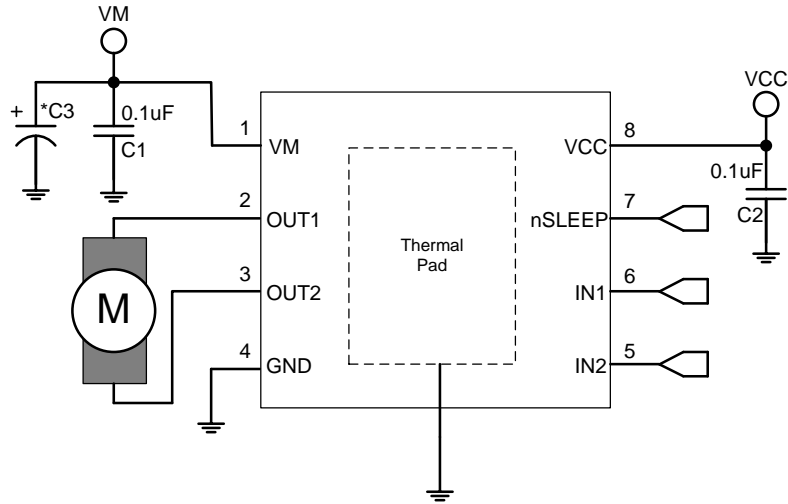 VM
VCC
+ *C3
0.1uF
C1
1
VM
VCC
8
0.1uF
C2
2
OUT1
nSLEEP
7
Thermal
Pad
3
OUT2
IN1
6
M
4
GND
IN2
5